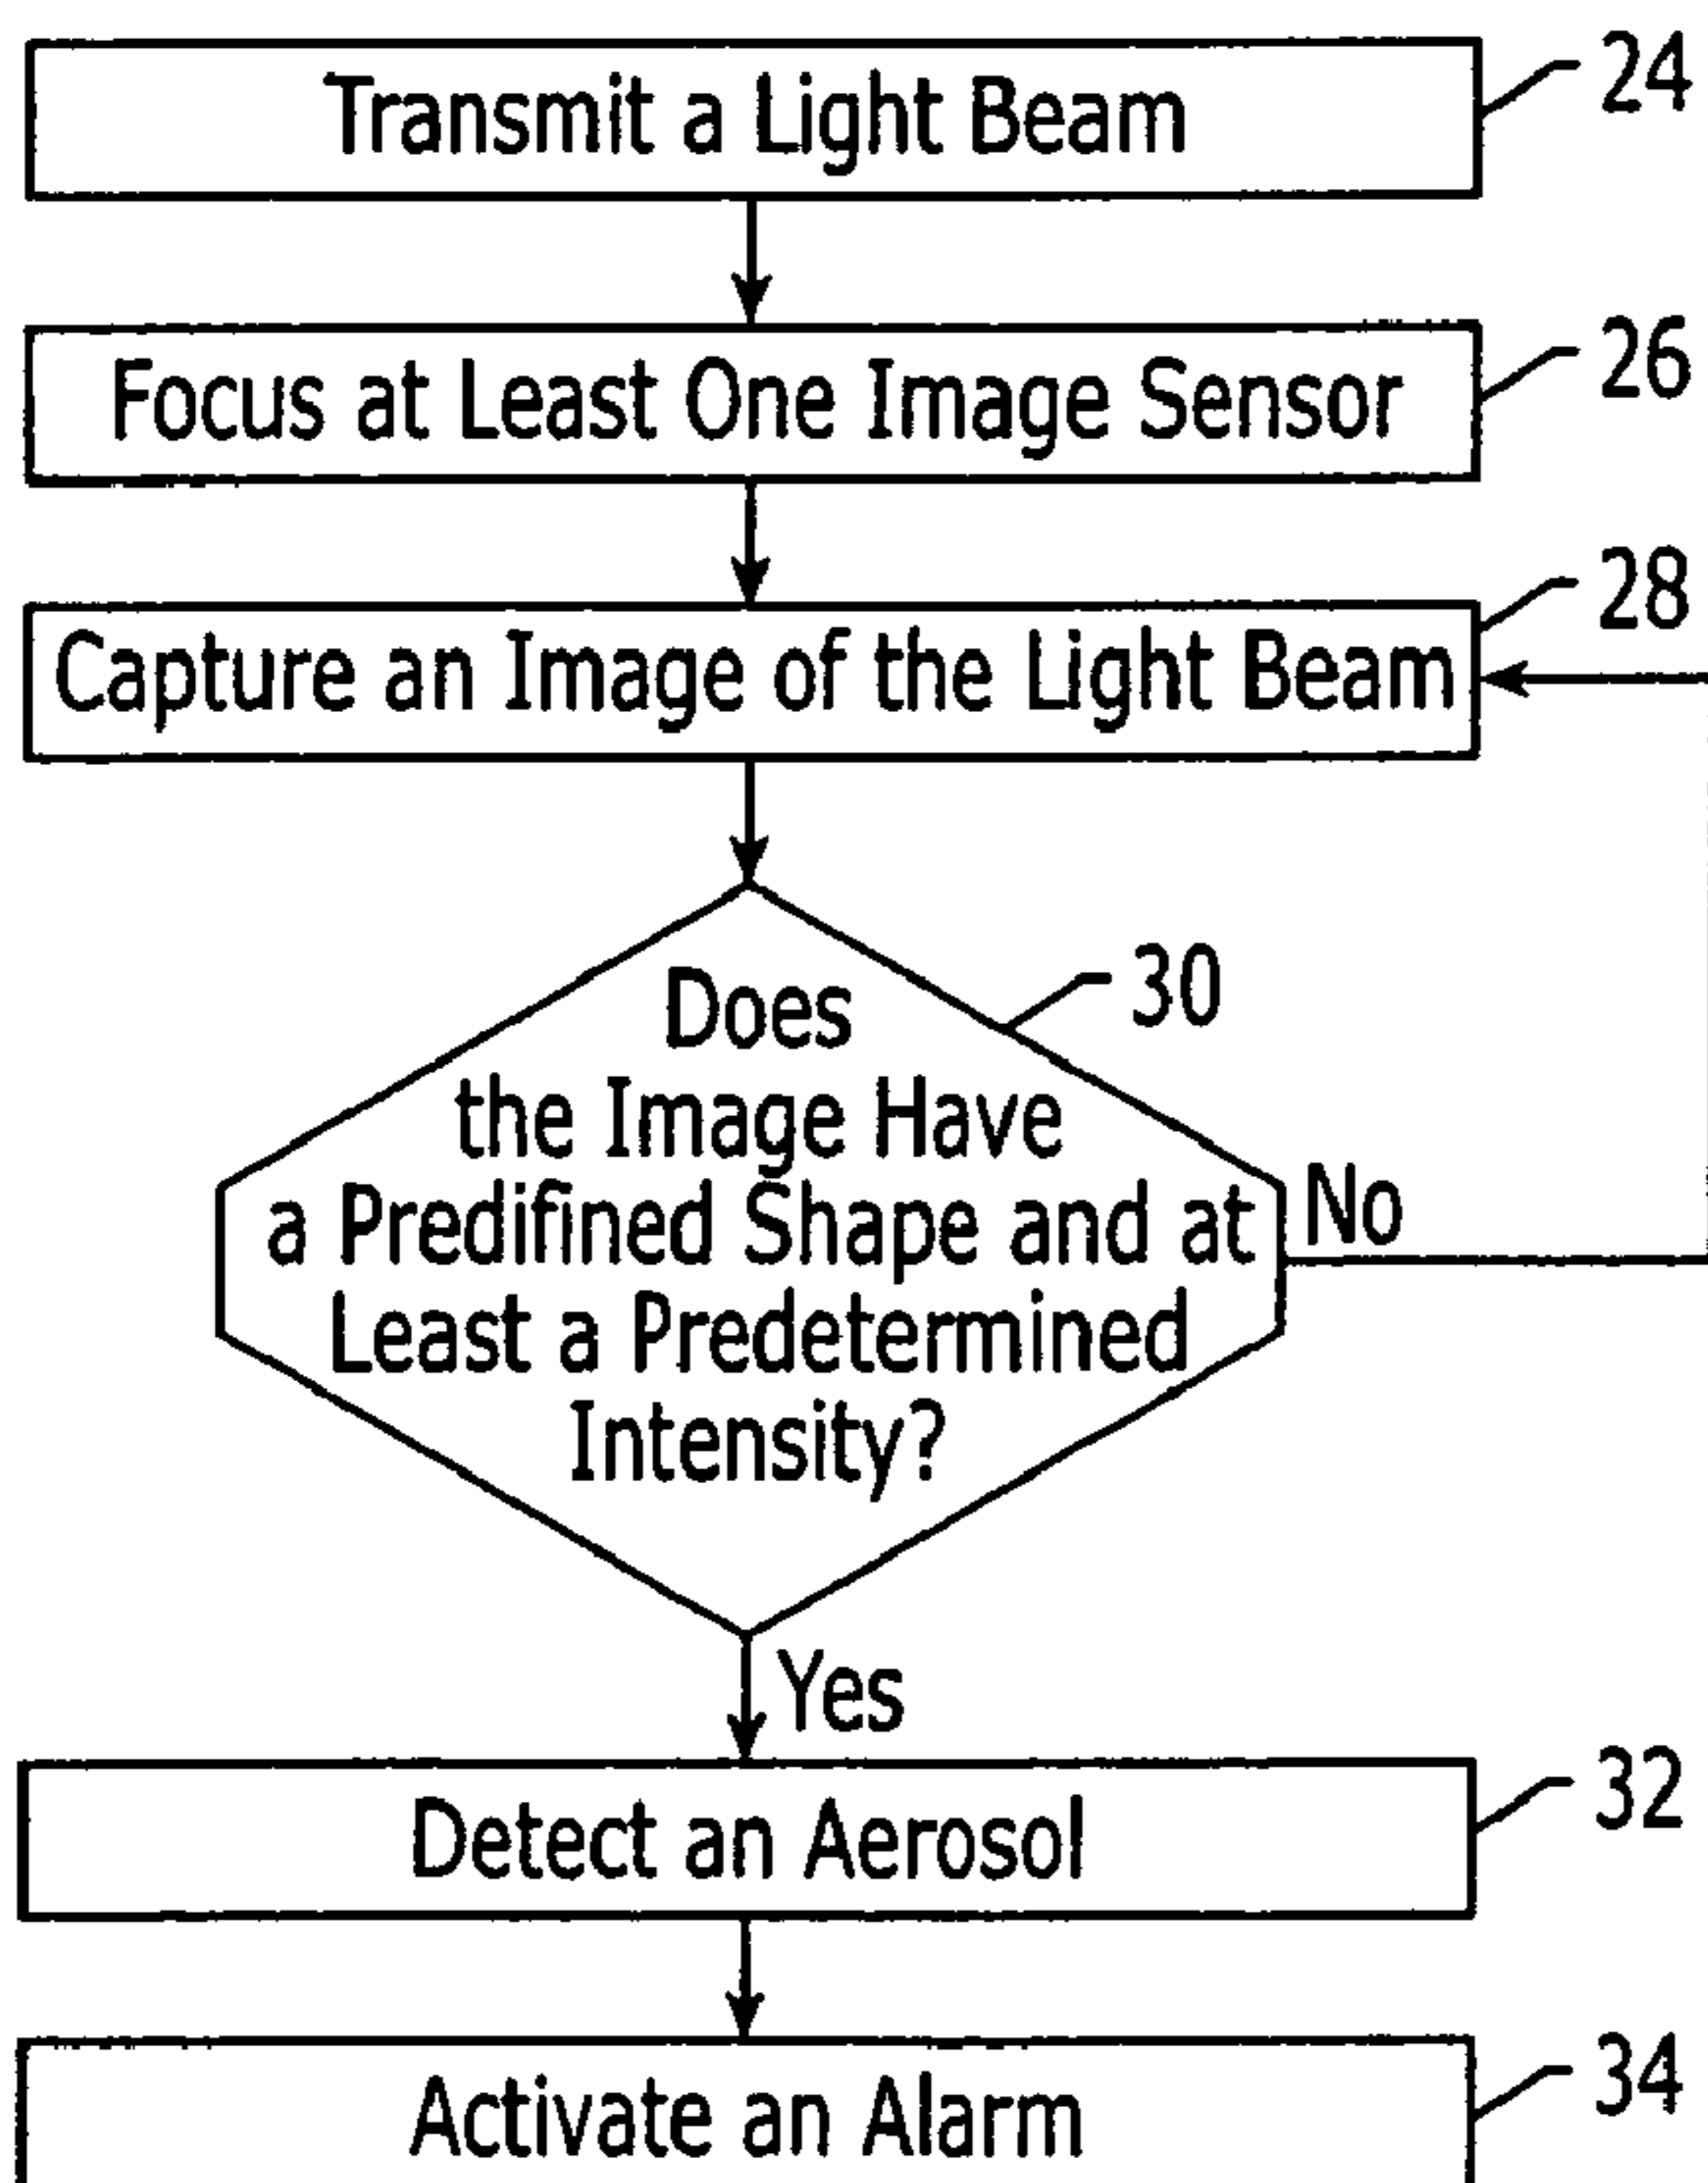 Transmit a Light Beam
24
Focus at Least One Image Sensor
26
28
Capture an Image of the Light Beam
30
Does
the Image Have
a Predifined Shape and at
Least a Predetermined
Intensity?
No
Yes
32
Detect an Aerosol
34
Activate an Alarm